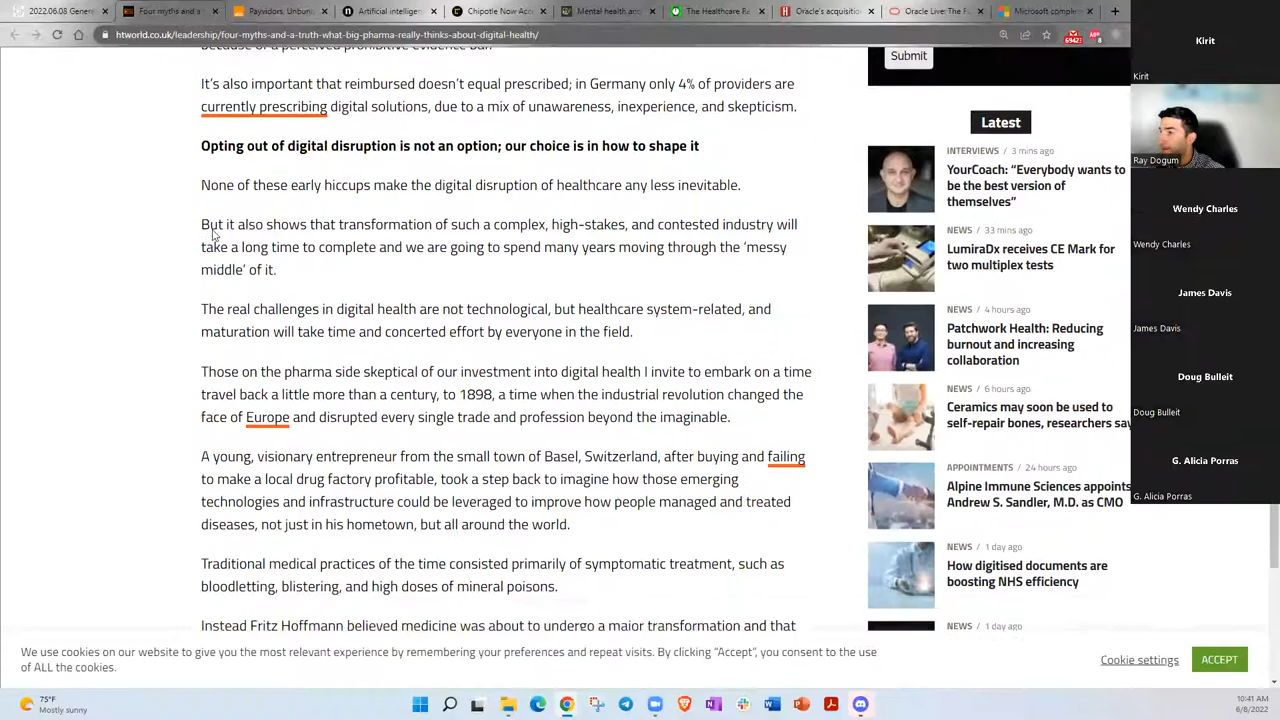 2022.06.08 Gener
Four myths and a
Payvidors: Unbun
Artificial intelligenc
Chipotle Now Acce
Mental health and
The Healthcare Re
Oracle's acquisition
Oracle Live: The F
Microsoft complete
htworld.co.uk/leadership/four-myths-and-a-truth-what-big-pharma-really-thinks-about-digital-health/
because of a perceived prohibitive evidence bar.
It's also important that reimbursed doesn't equal prescribed; in Germany only 4% of providers are
currently prescribing digital solutions, due to a mix of unawareness, inexperience, and skepticism.
Opting out of digital disruption is not an option; our choice is in how to shape it
None of these early hiccups make the digital disruption of healthcare any less inevitable.
But it also shows that transformation of such a complex, high-stakes, and contested industry will
take a long time to complete and we are going to spend many years moving through the 'messy
middle' of it.
The real challenges in digital health are not technological, but healthcare system-related, and
maturation will take time and concerted effort by everyone in the field.
Those on the pharma side skeptical of our investment into digital health I invite to embark on a time
travel back a little more than a century, to 1898, a time when the industrial revolution changed the
face of Europe and disrupted every single trade and profession beyond the imaginable.
A young, visionary entrepreneur from the small town of Basel, Switzerland, after buying and failing
to make a local drug factory profitable, took a step back to imagine how those emerging
technologies and infrastructure could be leveraged to improve how people managed and treated
diseases, not just in his hometown, but all around the world.
Traditional medical practices of the time consisted primarily of symptomatic treatment, such as
bloodletting, blistering, and high doses of mineral poisons.
Instead Fritz Hoffmann believed medicine was about to undergo a major transformation and that
Submit
Latest
INTERVIEWS / 3 mins ago
YourCoach: “Everybody wants to
be the best version of
themselves”
NEWS / 33 mins ago
LumiraDx receives CE Mark for
two multiplex tests
NEWS / 4 hours ago
Patchwork Health: Reducing
burnout and increasing
collaboration
NEWS / 6 hours ago
Ceramics may soon be used to
self-repair bones, researchers say
APPOINTMENTS / 24 hours ago
Alpine Immune Sciences appoints
Andrew S. Sandler, M.D. as CMO
NEWS / 1 day ago
How digitised documents are
boosting NHS efficiency
NEWS / 1 day ago
Kirit
Kirit
Ray Dogum
Wendy Charles
Wendy Charles
James Davis
James Davis
Doug Bulleit
Doug Bulleit
G. Alicia Porras
G. Alicia Porras
We use cookies on our website to give you the most relevant experience by remembering your preferences and repeat visits. By clicking “Accept”, you consent to the use
of ALL the cookies.
Cookie settings
ACCEPT
75°F
Mostly sunny
10:41 AM
6/8/2022